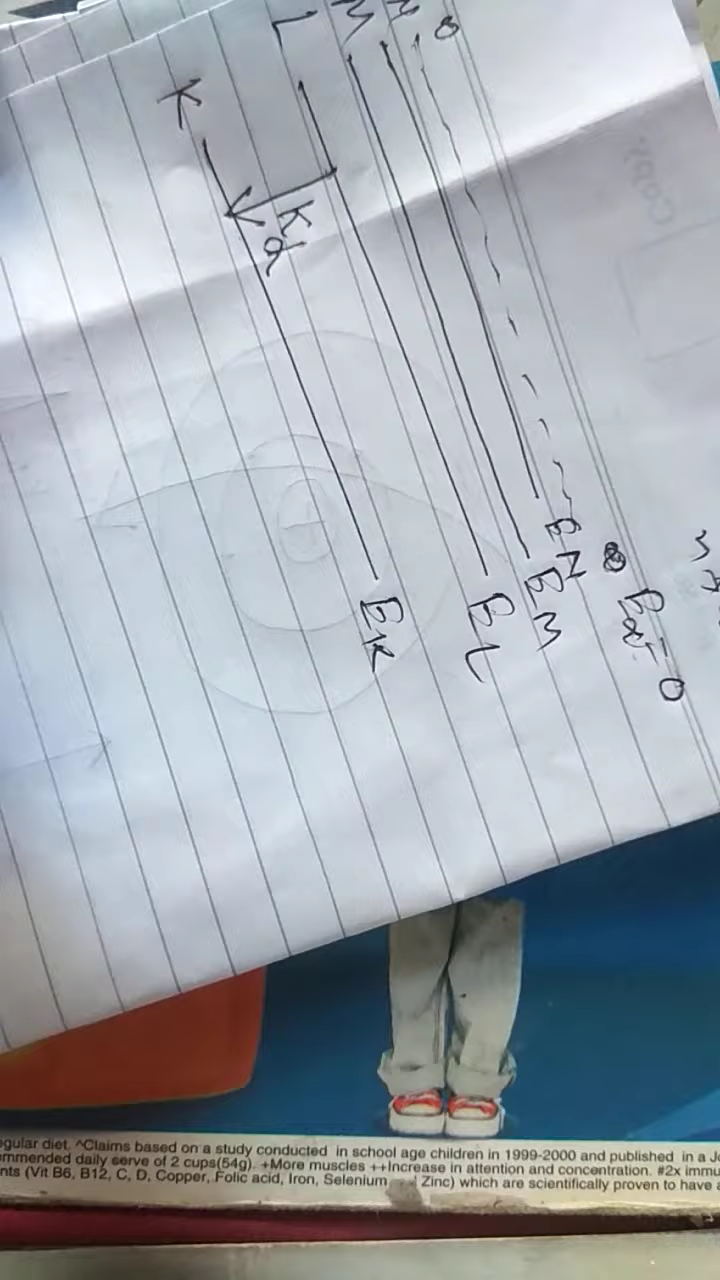 ∞ E∞=0
N EN
M EM
L EL
Kα
K EK
gular diet. ^Claims based on a study conducted in school age children in 1999-2000 and published in a
mmended daily serve of 2 cups(54g). +More muscles ++Increase in attention and concentration. #2x immu
nts (Vit B6, B12, C, D, Copper, Folic acid, Iron, Selenium Zinc) which are scientifically proven to have